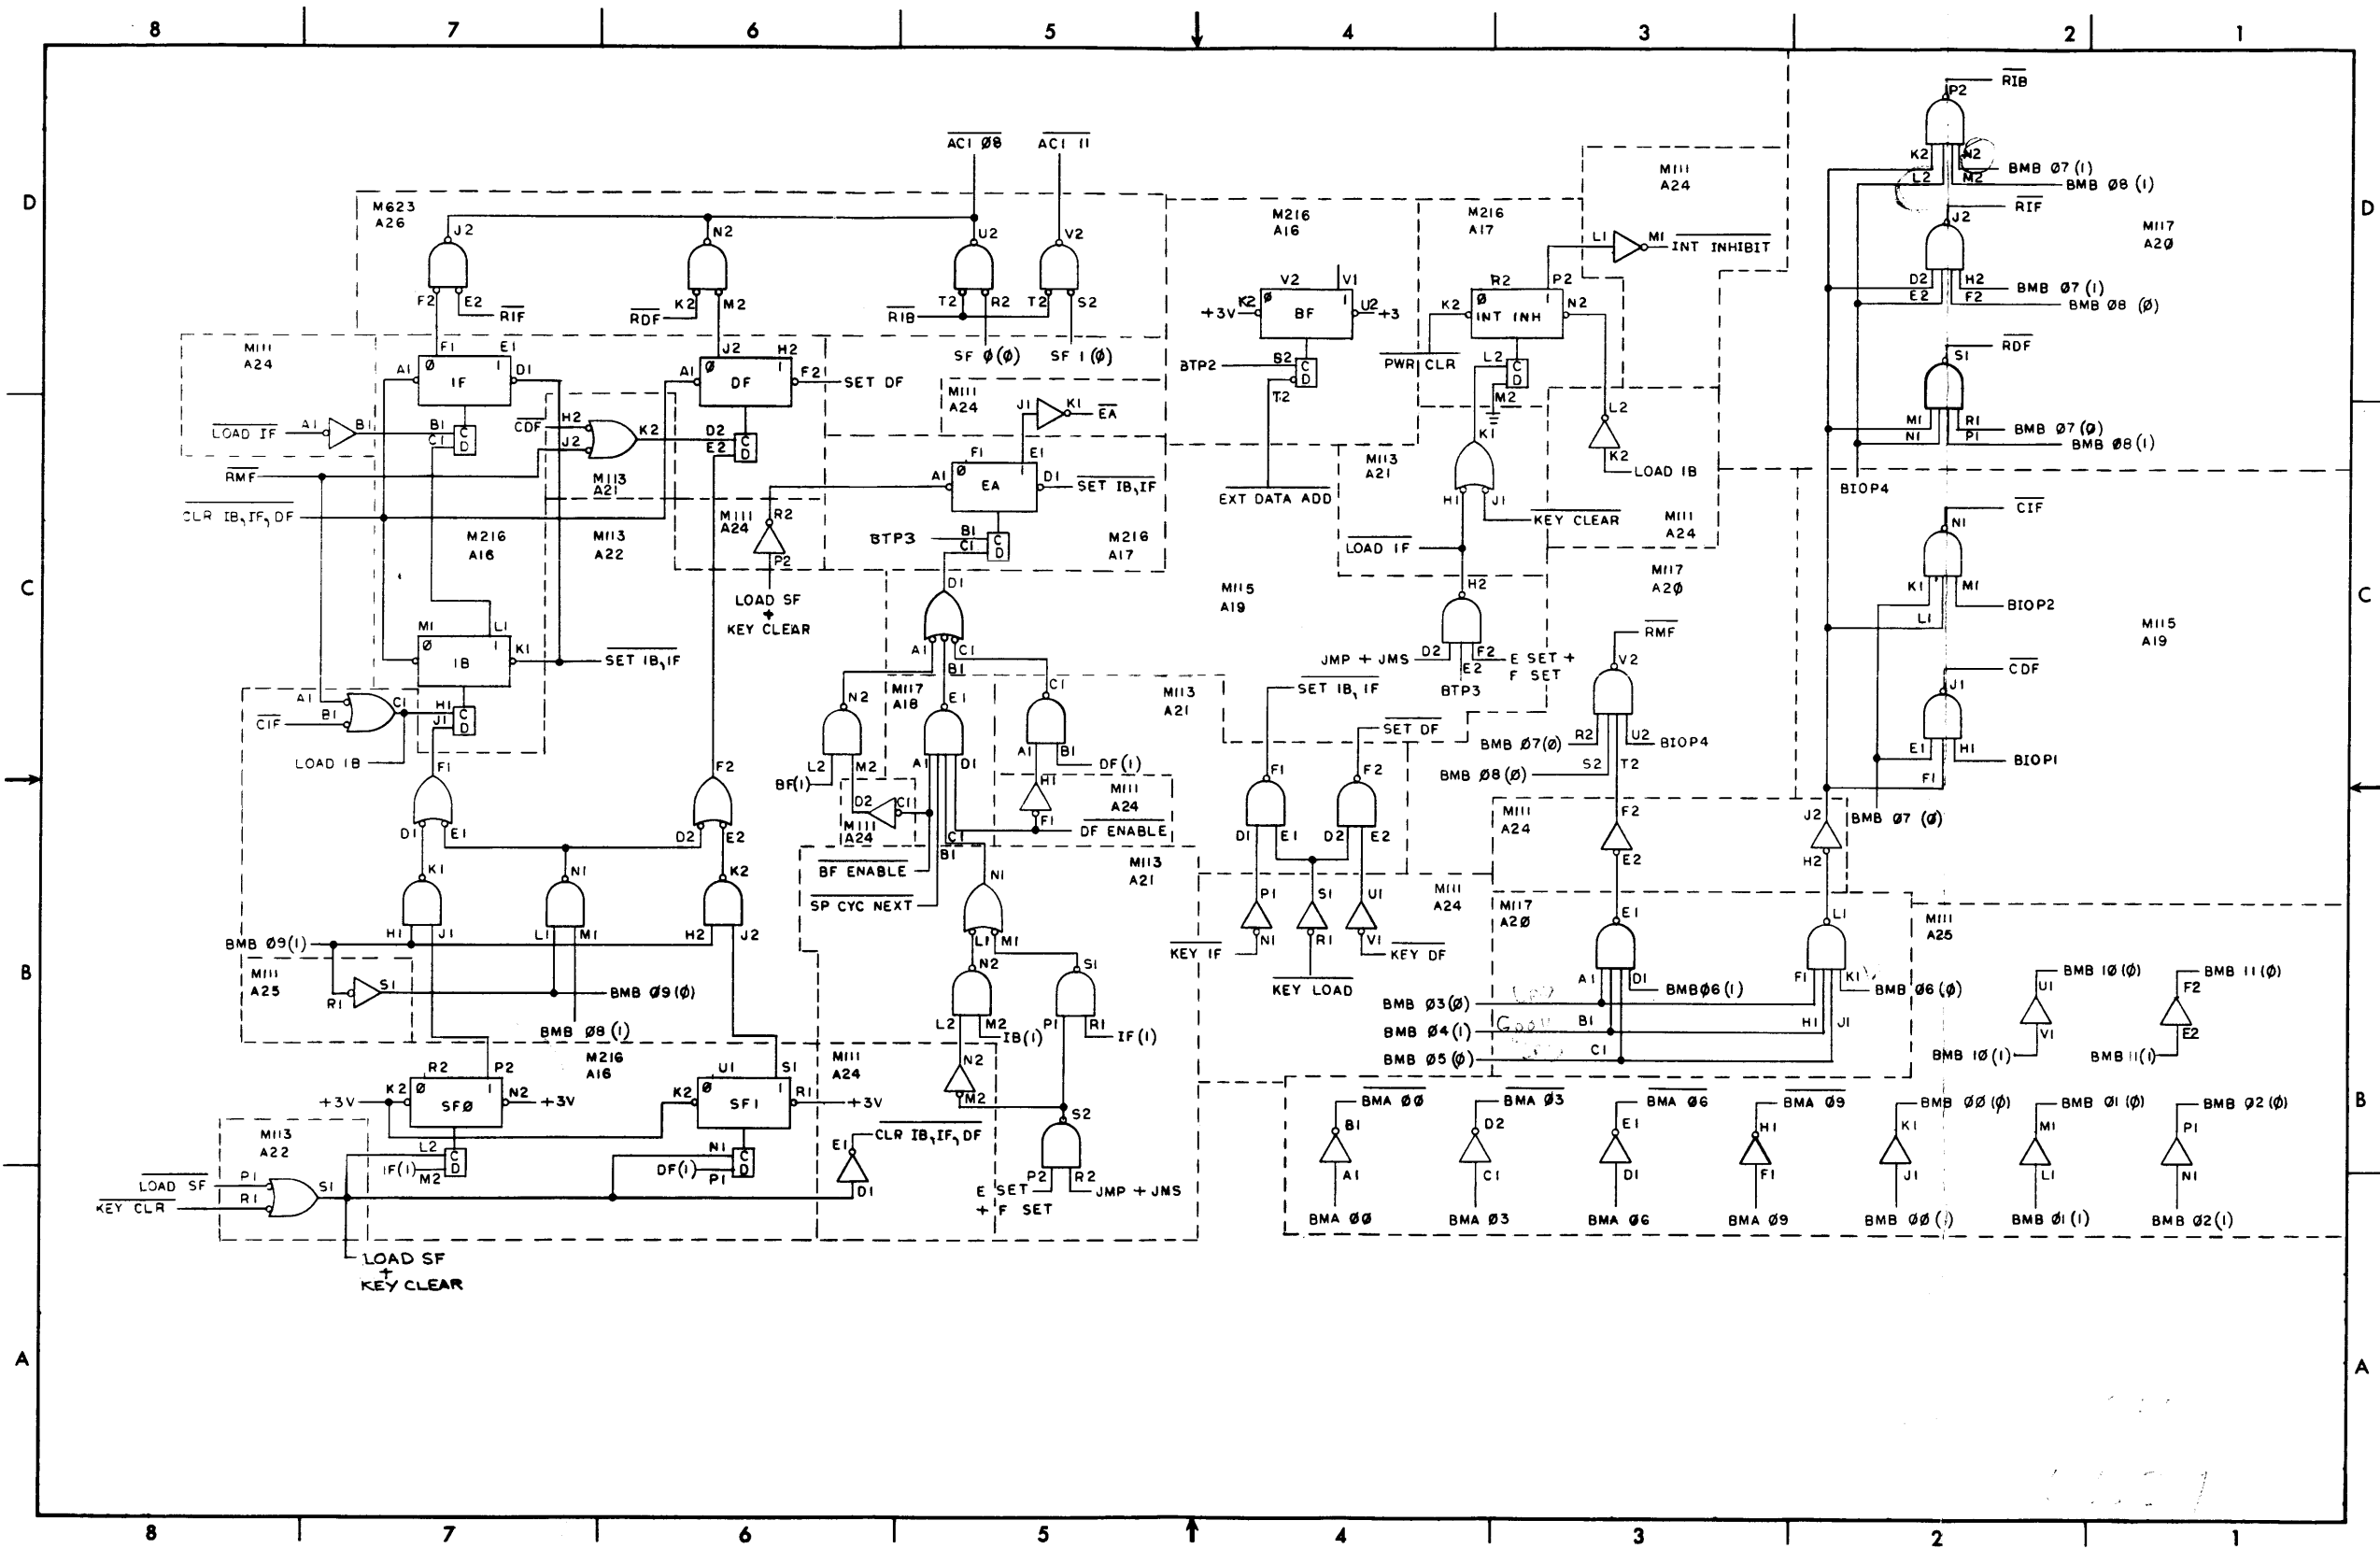 8 7 6 5 4 3 2 1
D
C
B
B
A
D
C
B
A
RIB
P2
K2 N2
L2 M2
BMB Ø7 (1)
BMB Ø8 (1)
RIF
J2
M117
A2Ø
D2 H2
E2 F2
BMB Ø7 (1)
BMB Ø8 (Ø)
RDF
S1
M1 R1
N1 P1
BMB Ø7 (Ø)
BMB Ø8 (1)
BIOP4
CIF
N1
K1 M1
L1
BIOP2
M115
A19
CDF
J1
E1 H1
F1
BIOP1
BMB Ø7 (Ø)
AC1 Ø8
AC1 11
M623
A26
J2 N2 U2 V2
F2 E2
RIF
RDF
K2 M2
RIB
T2 R2
T2 S2
SF Ø (Ø)
SF 1 (Ø)
M111
A24
F1 E1
A1 Ø 1 D1
IF
J2 H2
A1 Ø 1 F2
DF
SET DF
LOAD IF
A1 B1
B1 C
C1 D
CDF
H2
J2 K2
D2 C
E2 D
RMF
M113
A21
CLR IB, IF, DF
M216
A16
M113
A22
M111
A24
R2
P2
LOAD SF
+
KEY CLEAR
M111
A24
J1 K1
EA
F1 E1
A1 Ø 1 D1
EA
SET IB, IF
BTP3
B1 C
C1 D
M216
A17
M216
A16
V2 V1
+3V K2 Ø 1 U2 +3
BF
BTP2
S2 C
D
T2
EXT DATA ADD
M216
A17
R2 P2
K2 Ø 1 N2
INT INH
PWR CLR
L2 C
D
M2
M111
A24
L1 M1
INT INHIBIT
L2
K2
LOAD IB
M113
A21
K1
H1 J1
KEY CLEAR
M111
A24
LOAD IF
M115
A19
H2
JMP + JMS D2
E2
F2 E SET +
F SET
BTP3
M117
A2Ø
RMF
V2
BMB Ø7(Ø) R2
U2 BIOP4
BMB Ø8 (Ø) S2
T2
M1 L1
Ø 1 K1
IB
SET IB, IF
A1
B1 C1
CIF
H1 C
J1 D
LOAD IB
F1
D1 E1
F2
D2 E2
K1 N1 K2
BMB Ø9(1)
H1 J1
L1 M1
H2 J2
M111
A25
R1 S1
BMB Ø9(Ø)
BMB Ø8 (1)
D1
A1 C1
B1
N2
M117
A18
E1
C1
M113
A21
L2 M2
BF(1)
A1 D1
A1 B1
DF(1)
D2 C1
M111
A24
C1
B1
H1
F1
M111
A24
DF ENABLE
BF ENABLE
SP CYC NEXT
M113
A21
N1
L1 M1
N2 S1
L2 M2
IB(1)
P1 R1
IF(1)
N2
M2
S2
P2 R2
E SET
+ F SET
JMP + JMS
SET IB, IF
SET DF
F1 F2
D1 E1 D2 E2
P1 S1 U1
M111
A24
N1 R1 V1
KEY IF
KEY LOAD
KEY DF
M111
A24
F2
E2
J2
H2
M117
A2Ø
E1 L1
M111
A25
A1 D1
F1 K1
BMB Ø3(Ø)
BMBØ6(1)
BMB Ø6 (Ø)
BMB Ø4(1) Good
B1
H1 J1
BMB Ø5(Ø)
C1
U1
V1
BMB 1Ø(Ø)
BMB 1Ø(1)
F2
E2
BMB 11(Ø)
BMB 11(1)
M216
A16
R2 P2
+3V K2 Ø 1 N2 +3V
SFØ
U1 S1
K2 Ø 1 R1 +3V
SF1
M111
A24
M113
A22
L2 C
IF(1) M2 D
N1 C
DF(1) P1 D
E1
D1
CLR IB, IF, DF
LOAD SF P1
KEY CLR R1
S1
LOAD SF
+
KEY CLEAR
BMA ØØ
B1
A1
BMA ØØ
BMA Ø3
D2
C1
BMA Ø3
BMA Ø6
E1
D1
BMA Ø6
BMA Ø9
H1
F1
BMA Ø9
BMB ØØ(Ø)
K1
J1
BMB ØØ(1)
BMB Ø1(Ø)
M1
L1
BMB Ø1(1)
BMB Ø2(Ø)
P1
N1
BMB Ø2(1)
8 7 6 5 4 3 2 1